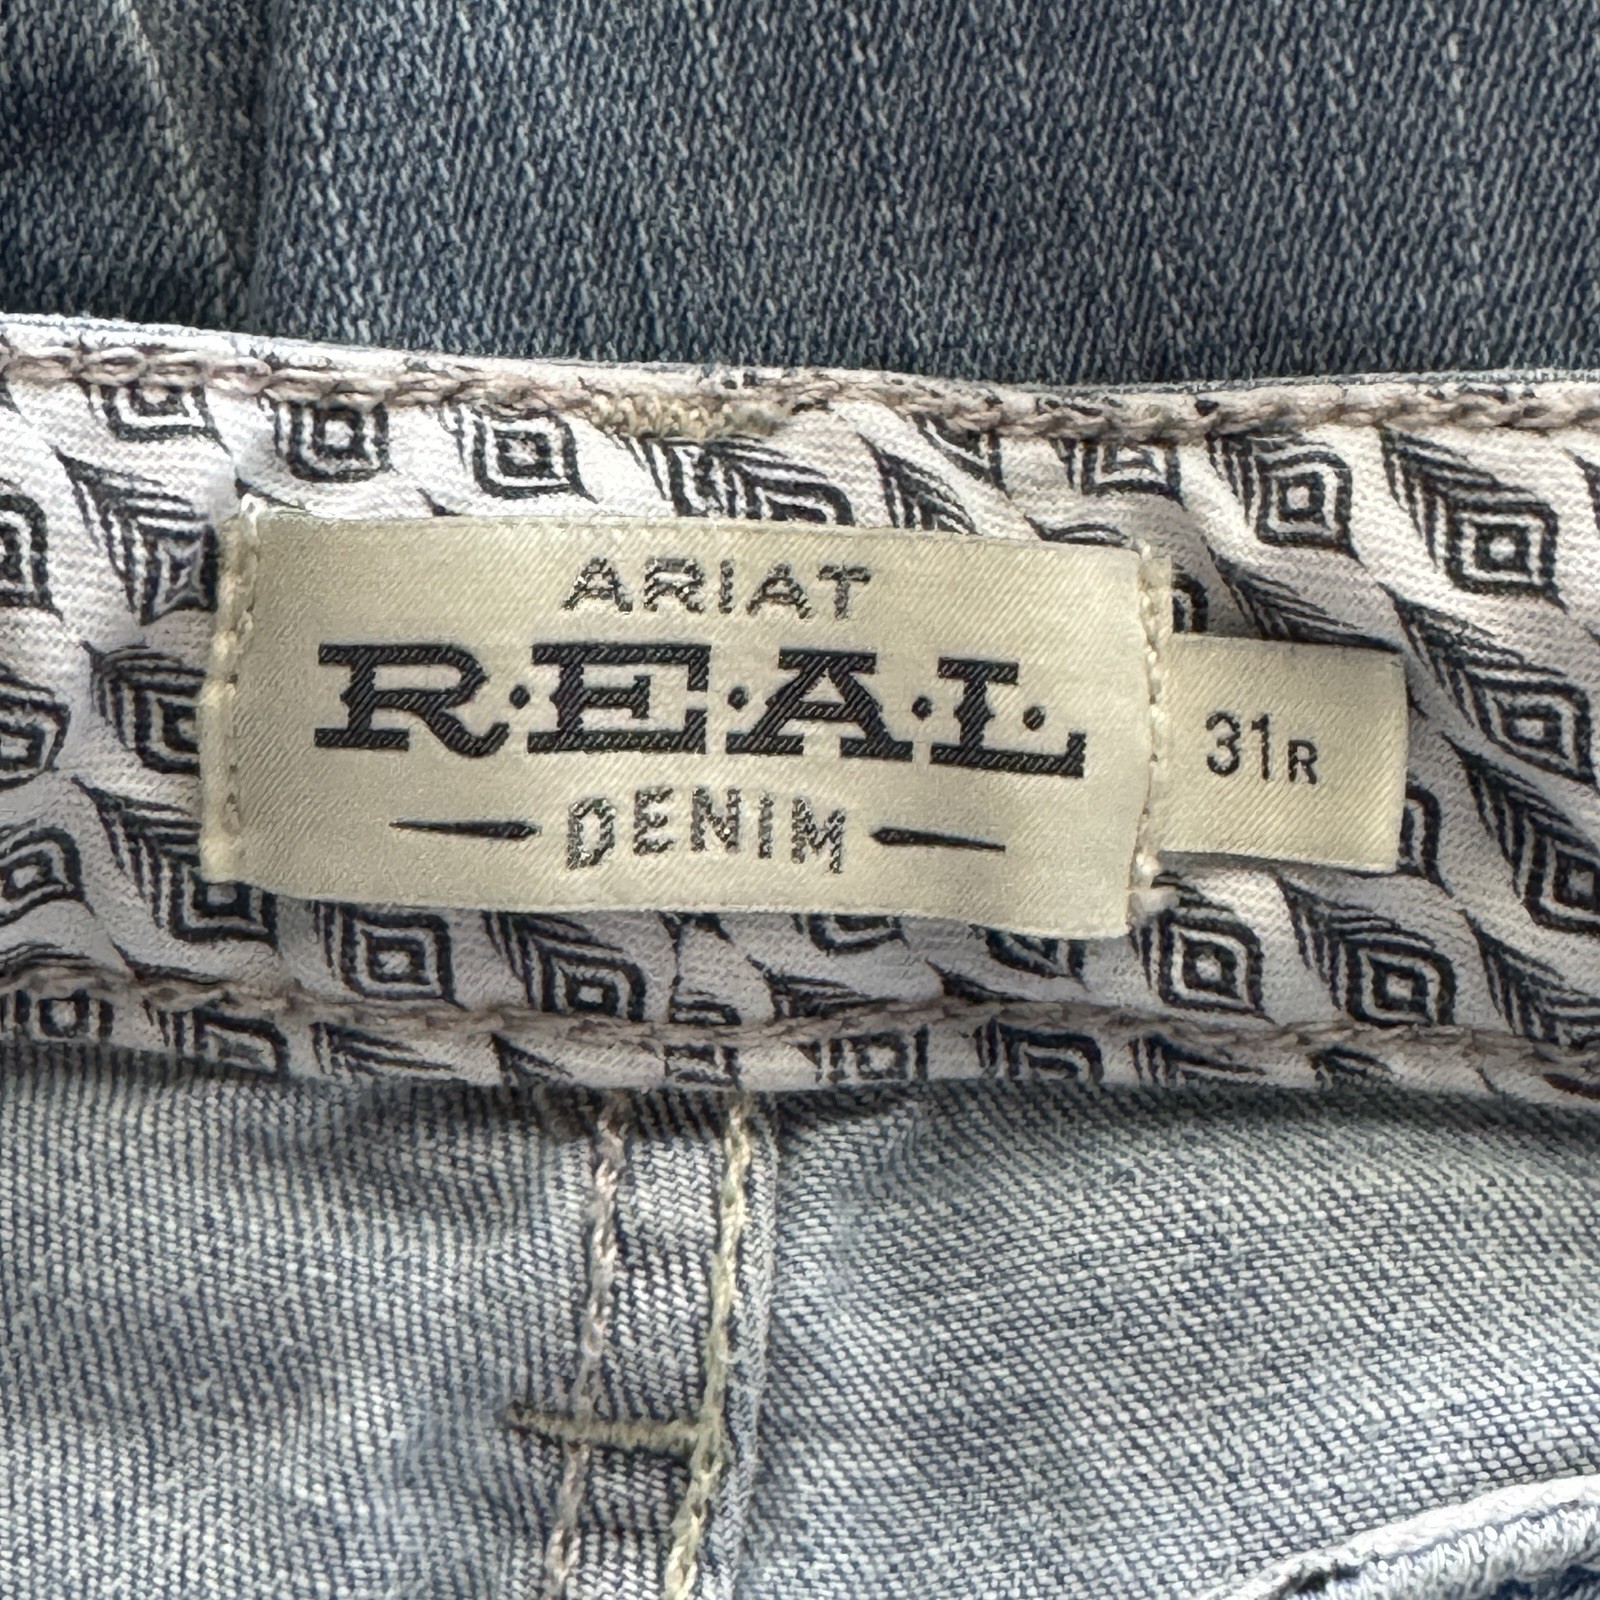 ARIAT
R.E.A.L.
DENIM
31R